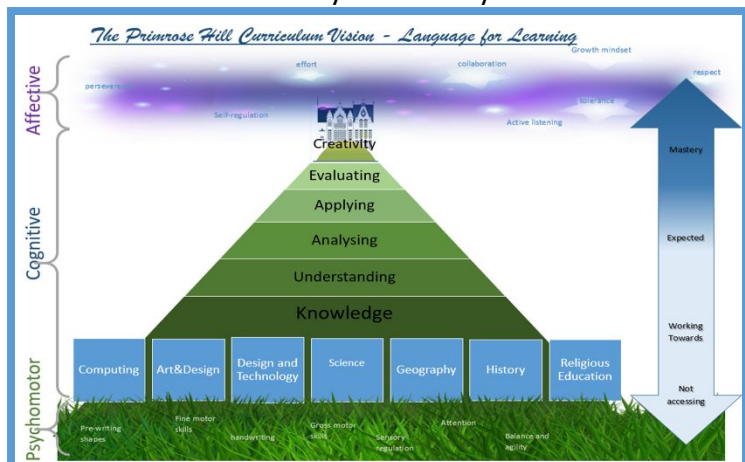 The Primrose Hill Curriculum Vision – Language for Learning
Growth mindset
effort
collaboration
respect
persevere
tolerance
Self-regulation
Active listening
Affective
Cognitive
Psychomotor
Creativity
Evaluating
Applying
Analysing
Understanding
Knowledge
Mastery
Expected
Working
Towards
Not
accessing
Computing
Art&Design
Design and
Technology
Science
Geography
History
Religious
Education
Pre-writing
shapes
Fine motor
skills
handwriting
Gross motor
skills
Sensory
regulation
Attention
Balance and
agility